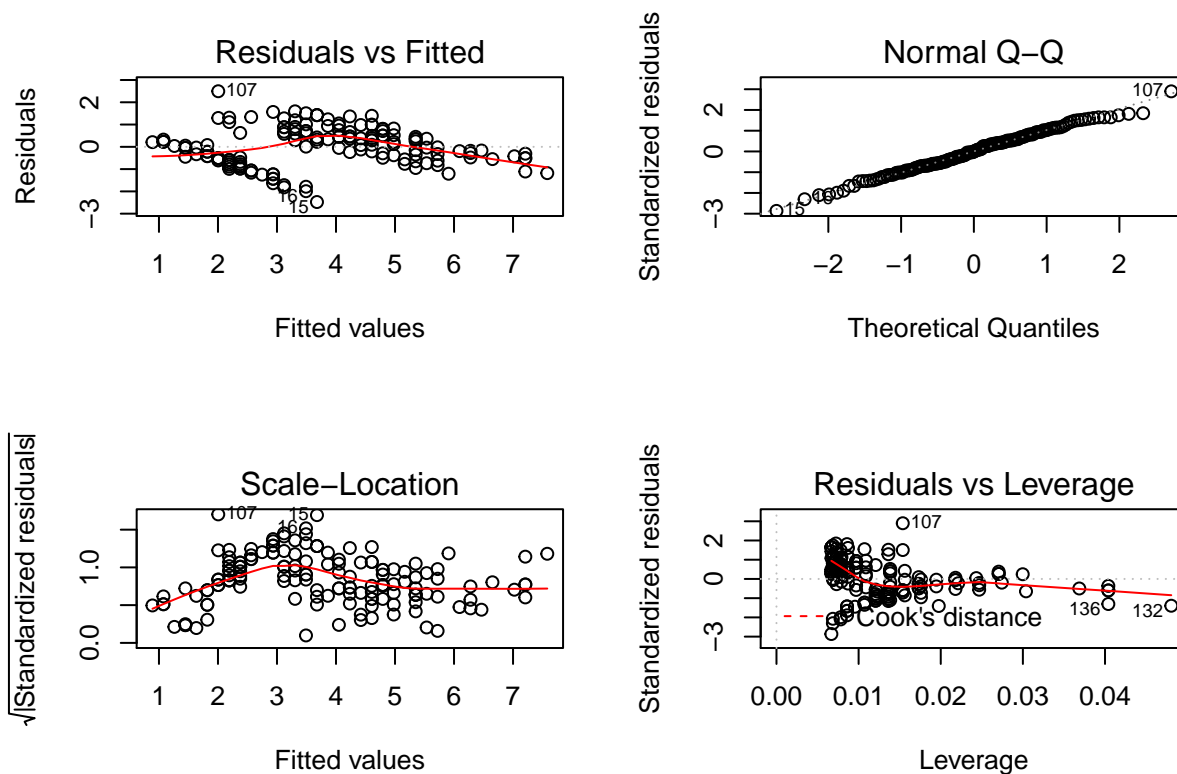 Residuals vs Fitted
Residuals
2
0
−3
107
16
15
1 2 3 4 5 6 7
Fitted values
Normal Q−Q
Standardized residuals
2
0
−3
107
15
−2 −1 0 1 2
Theoretical Quantiles
Scale−Location
√|Standardized residuals|
1.0
0.0
107
15
16
1 2 3 4 5 6 7
Fitted values
Residuals vs Leverage
Standardized residuals
2
0
−3
107
136
132
Cook's distance
0.00 0.01 0.02 0.03 0.04
Leverage